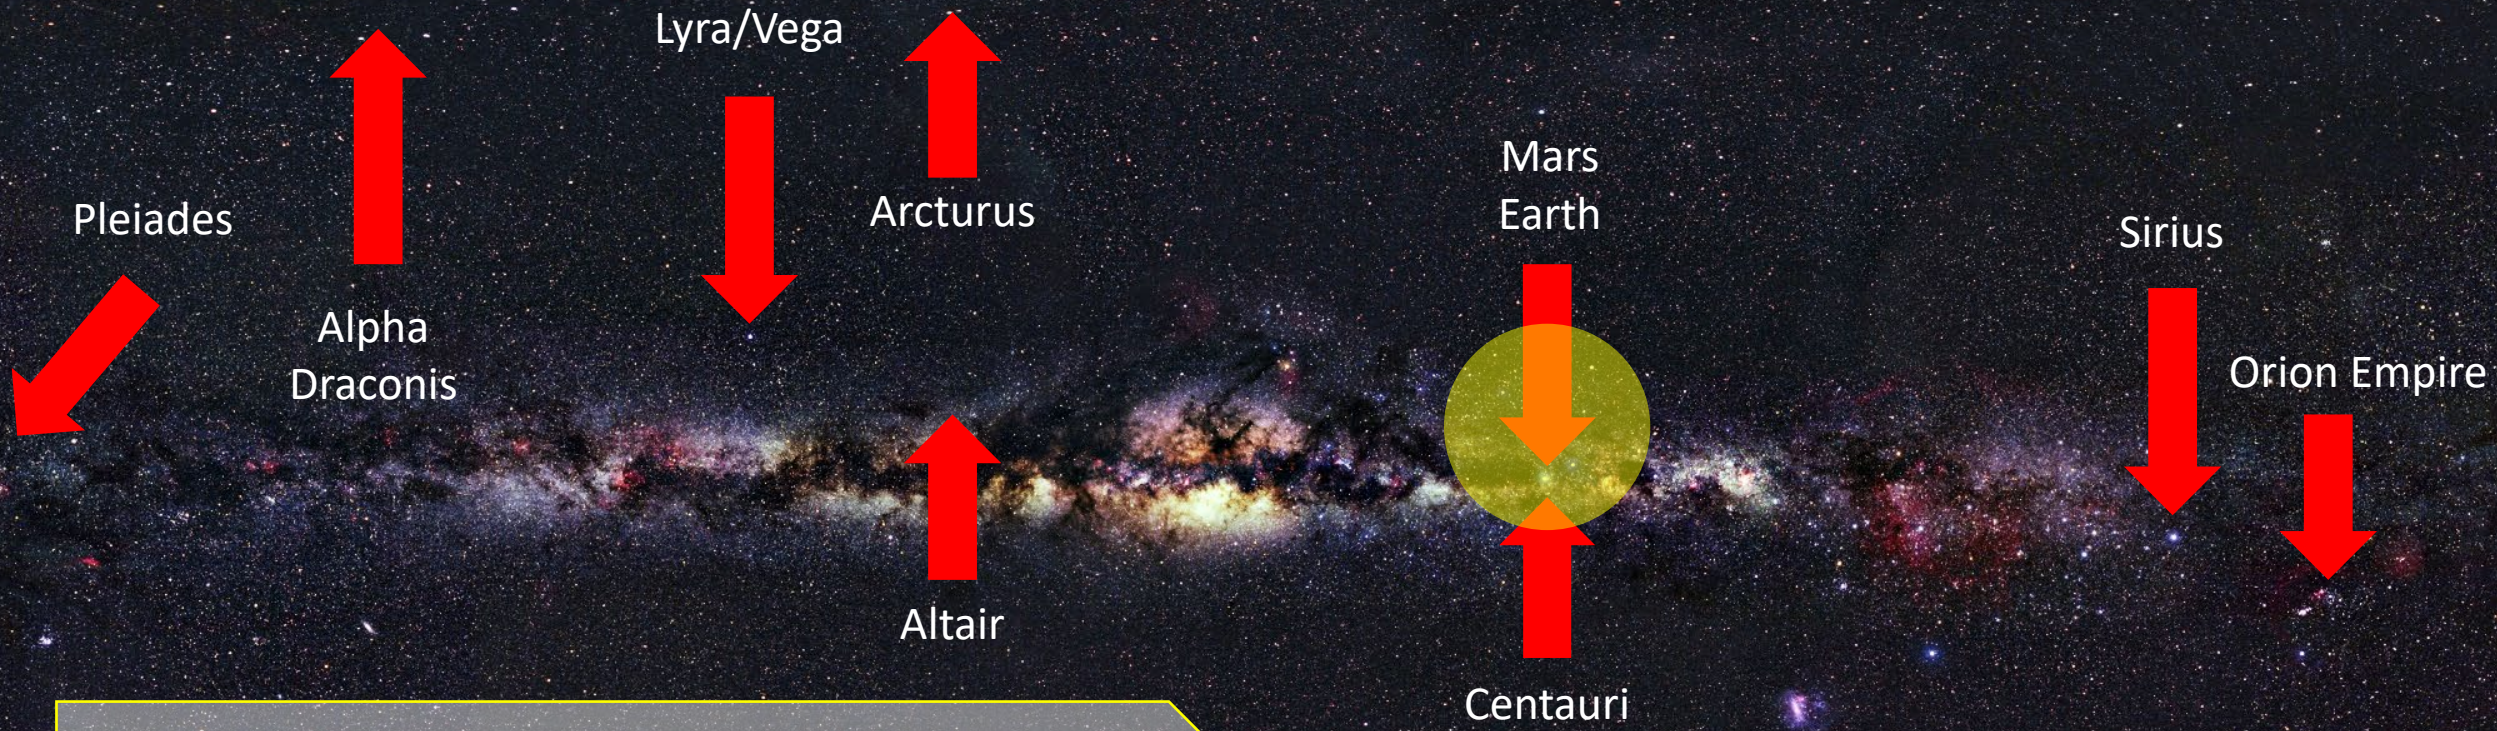 Lyra/Vega
Mars
Earth
Pleiades
Arcturus
Sirius
Alpha
Draconis
Orion Empire
Altair
Centauri